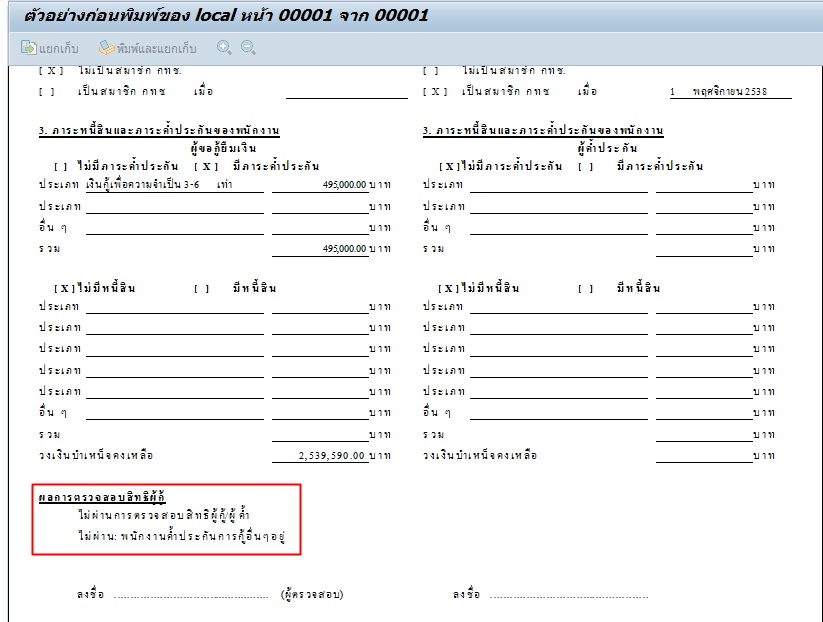 ตัวอย่างก่อนพิมพ์ของ local หน้า 00001 จาก 00001
แยกเก็บ พิมพ์และแยกเก็บ
[ X ] ไม่เป็นสมาชิก กทช. [ ] ไม่เป็นสมาชิก กทช.
[ ] เป็นสมาชิก กทช เมื่อ [ X ] เป็นสมาชิก กทช เมื่อ 1 พฤศจิกายน 2538
3. ภาระหนี้สินและภาระค้ำประกันของพนักงาน 3. ภาระหนี้สินและภาระค้ำประกันของพนักงาน
ผู้ขอกู้ยืมเงิน ผู้ค้ำประกัน
[ ] ไม่มีภาระค้ำประกัน [ X ] มีภาระค้ำประกัน [ X ] ไม่มีภาระค้ำประกัน [ ] มีภาระค้ำประกัน
ประเภท เงินกู้เพื่อความจำเป็น 3-6 เท่า 495,000.00 บาท ประเภท บาท
ประเภท บาท ประเภท บาท
อื่น ๆ บาท อื่น ๆ บาท
รวม 495,000.00 บาท รวม บาท
[ X ] ไม่มีหนี้สิน [ ] มีหนี้สิน [ X ] ไม่มีหนี้สิน [ ] มีหนี้สิน
ประเภท บาท ประเภท บาท
ประเภท บาท ประเภท บาท
ประเภท บาท ประเภท บาท
ประเภท บาท ประเภท บาท
ประเภท บาท ประเภท บาท
อื่น ๆ บาท อื่น ๆ บาท
รวม บาท รวม บาท
วงเงินบำเหน็จคงเหลือ 2,539,590.00 บาท วงเงินบำเหน็จคงเหลือ บาท
ผลการตรวจสอบสิทธิผู้กู้
ไม่ผ่านการตรวจสอบสิทธิผู้กู้/ผู้ค้ำ
ไม่ผ่าน: พนักงานค้ำประกันการกู้อื่นๆอยู่
ลงชื่อ ................................................ (ผู้ตรวจสอบ) ลงชื่อ ................................................